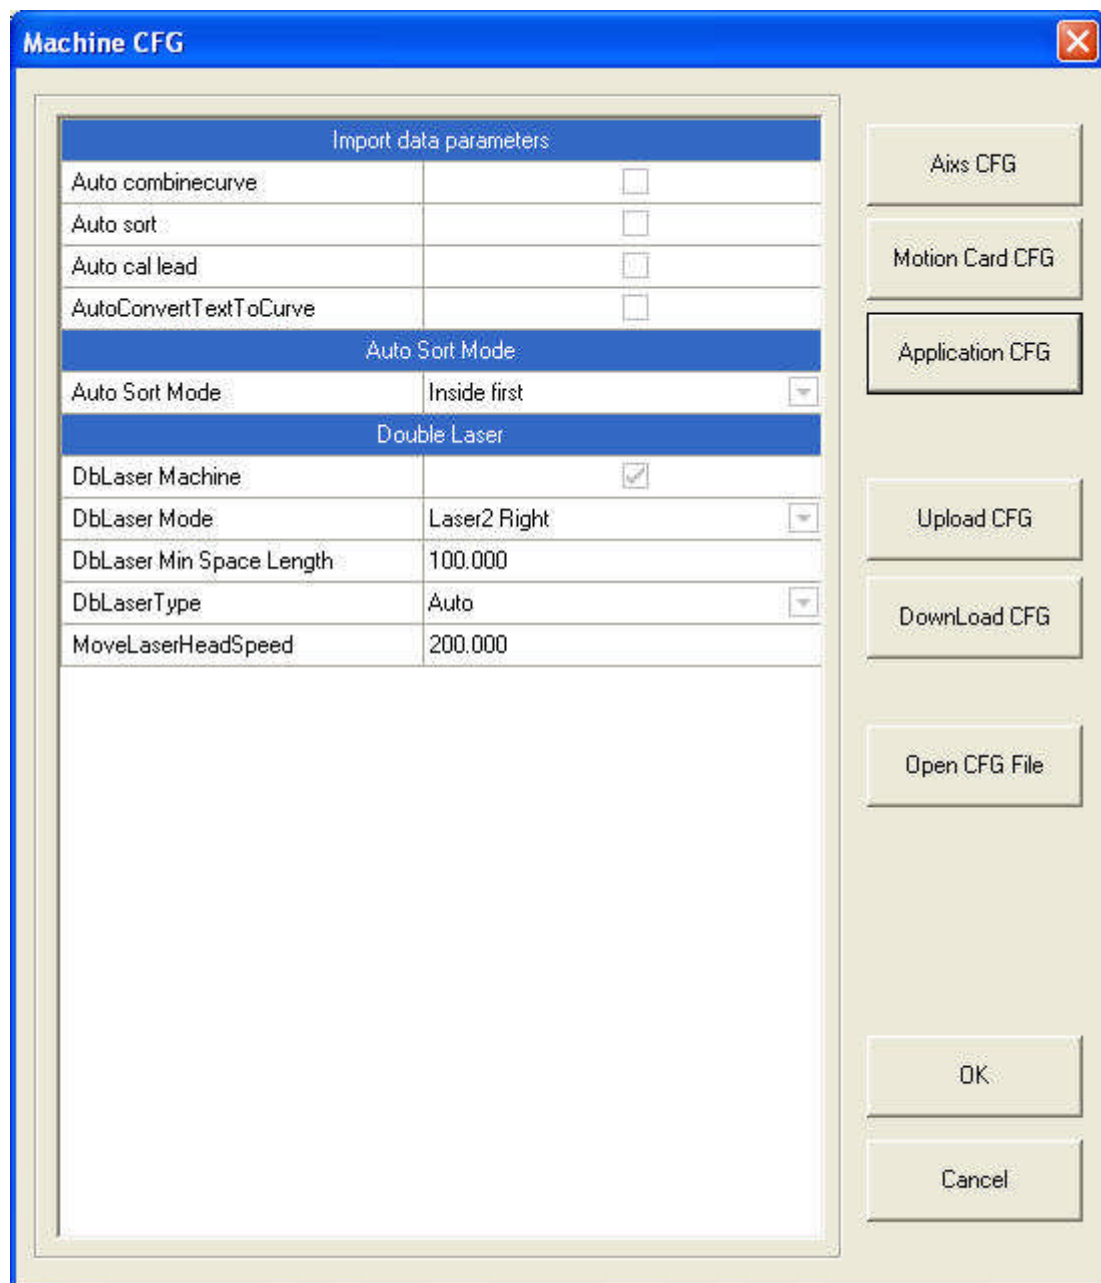 Machine CFG
Import data parameters
Auto combinecurve
Auto sort
Auto cal lead
AutoConvertTextToCurve
Auto Sort Mode
Auto Sort Mode Inside first
Double Laser
DbLaser Machine
DbLaser Mode Laser2 Right
DbLaser Min Space Length 100.000
DbLaserType Auto
MoveLaserHeadSpeed 200.000
Aixs CFG
Motion Card CFG
Application CFG
Upload CFG
DownLoad CFG
Open CFG File
OK
Cancel